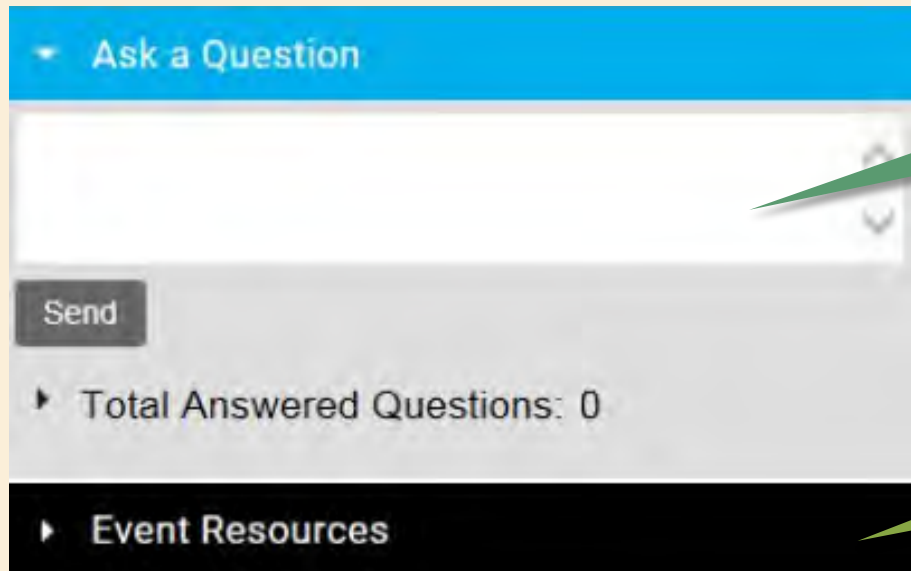 Ask a Question
Send
Total Answered Questions: 0
Event Resources